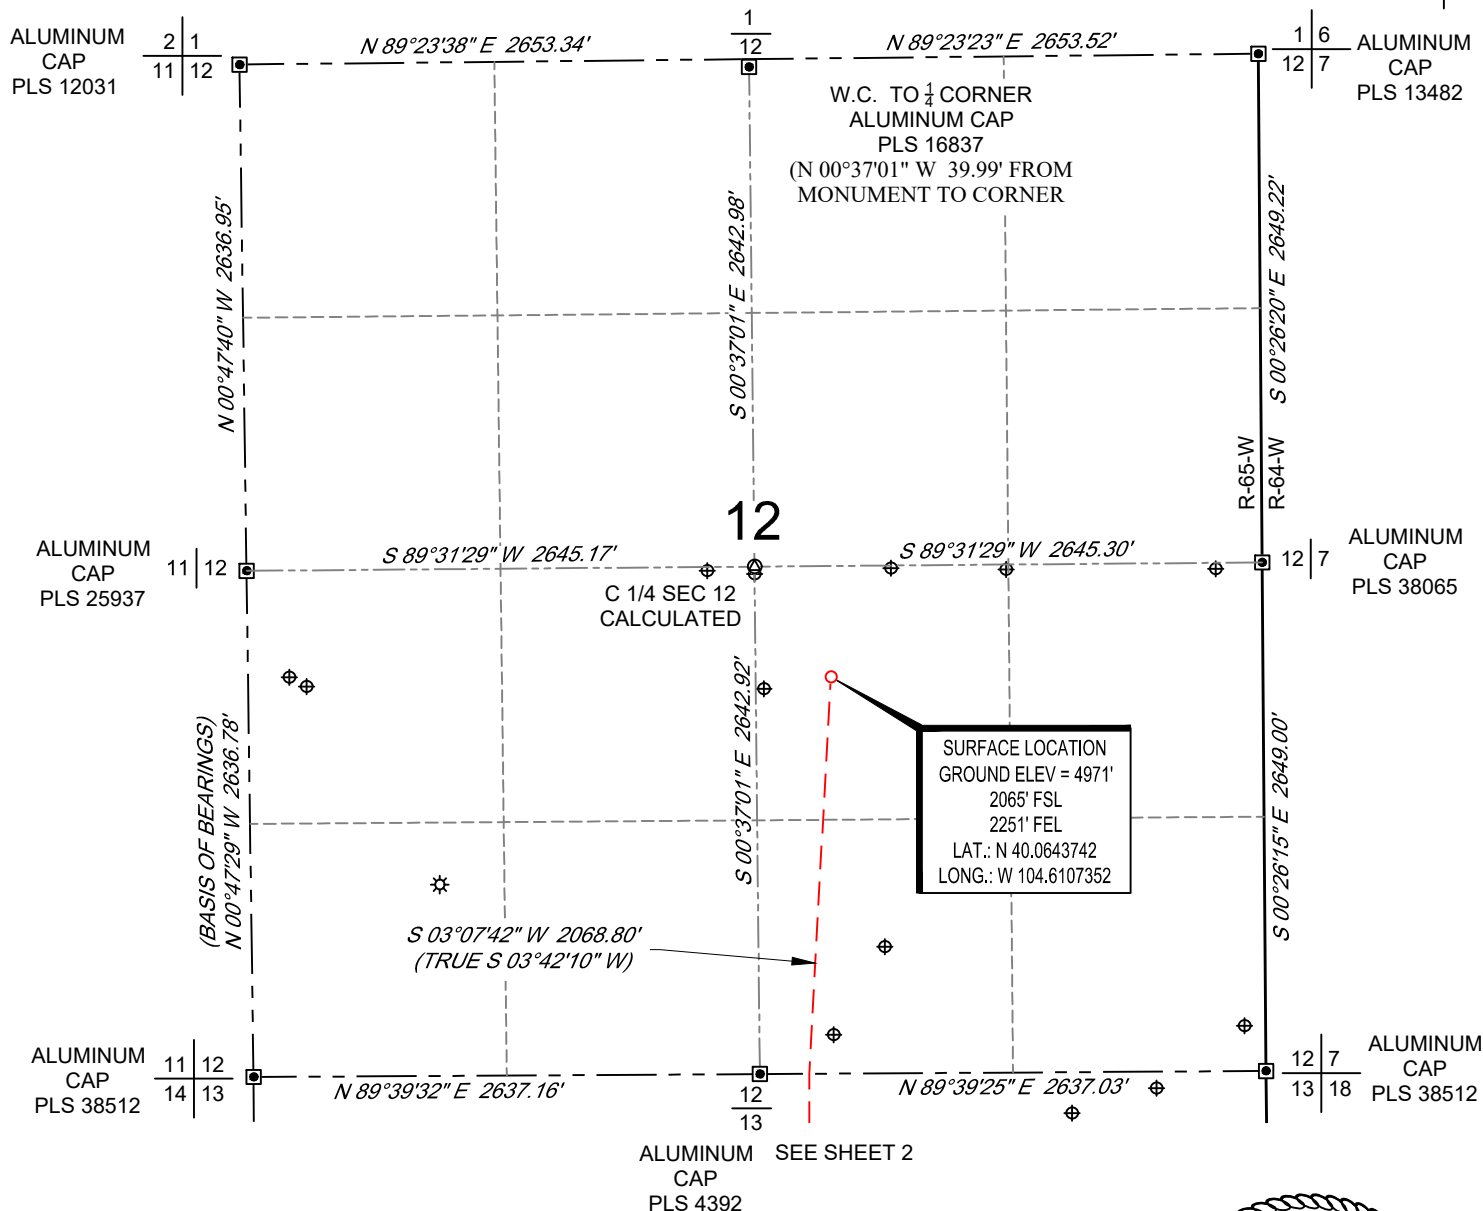 ALUMINUM
CAP
PLS 12031
2 1
11 12
N 89°23'38" E 2653.34'
1
12
N 89°23'23" E 2653.52'
1 6
12 7
ALUMINUM
CAP
PLS 13482
W.C. TO 1/4 CORNER
ALUMINUM CAP
PLS 16837
(N 00°37'01" W 39.99' FROM
MONUMENT TO CORNER
N 00°47'40" W 2636.95'
S 00°37'01" E 2642.98'
S 00°26'20" E 2649.22'
R-65-W
R-64-W
12
ALUMINUM
CAP
PLS 25937
11 12
S 89°31'29" W 2645.17'
S 89°31'29" W 2645.30'
12 7
ALUMINUM
CAP
PLS 38065
C 1/4 SEC 12
CALCULATED
(BASIS OF BEARINGS)
N 00°47'29" W 2636.78'
S 00°37'01" E 2642.92'
SURFACE LOCATION
GROUND ELEV = 4971'
2065' FSL
2251' FEL
LAT.: N 40.0643742
LONG.: W 104.6107352
S 00°26'15" E 2649.00'
S 03°07'42" W 2068.80'
(TRUE S 03°42'10" W)
ALUMINUM
CAP
PLS 38512
11 12
14 13
N 89°39'32" E 2637.16'
12
13
N 89°39'25" E 2637.03'
12 7
13 18
ALUMINUM
CAP
PLS 38512
ALUMINUM
CAP
PLS 4392
SEE SHEET 2